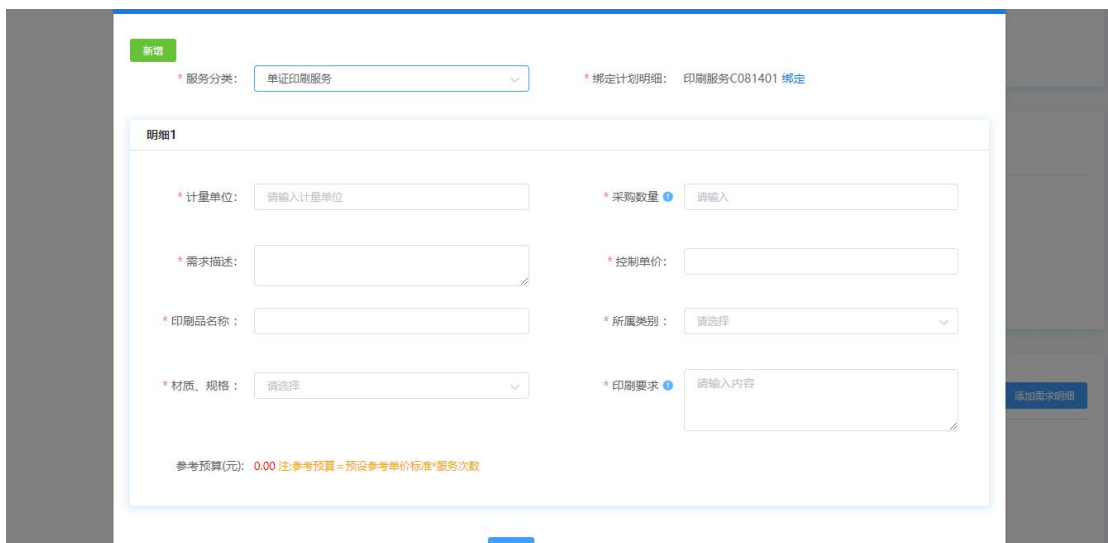 新增
* 服务分类： 单证印刷服务 * 绑定计划明细： 印刷服务C081401 绑定
明细1
* 计量单位： 请输入计量单位 * 采购数量 请输入
* 需求描述： * 控制单价：
* 印刷品名称 ： * 所属类别 ： 请选择
* 材质、规格 ： 请选择 * 印刷要求 请输入内容
添加需求明细
参考预算(元): 0.00 注:参考预算 = 预设参考单价标准*服务次数